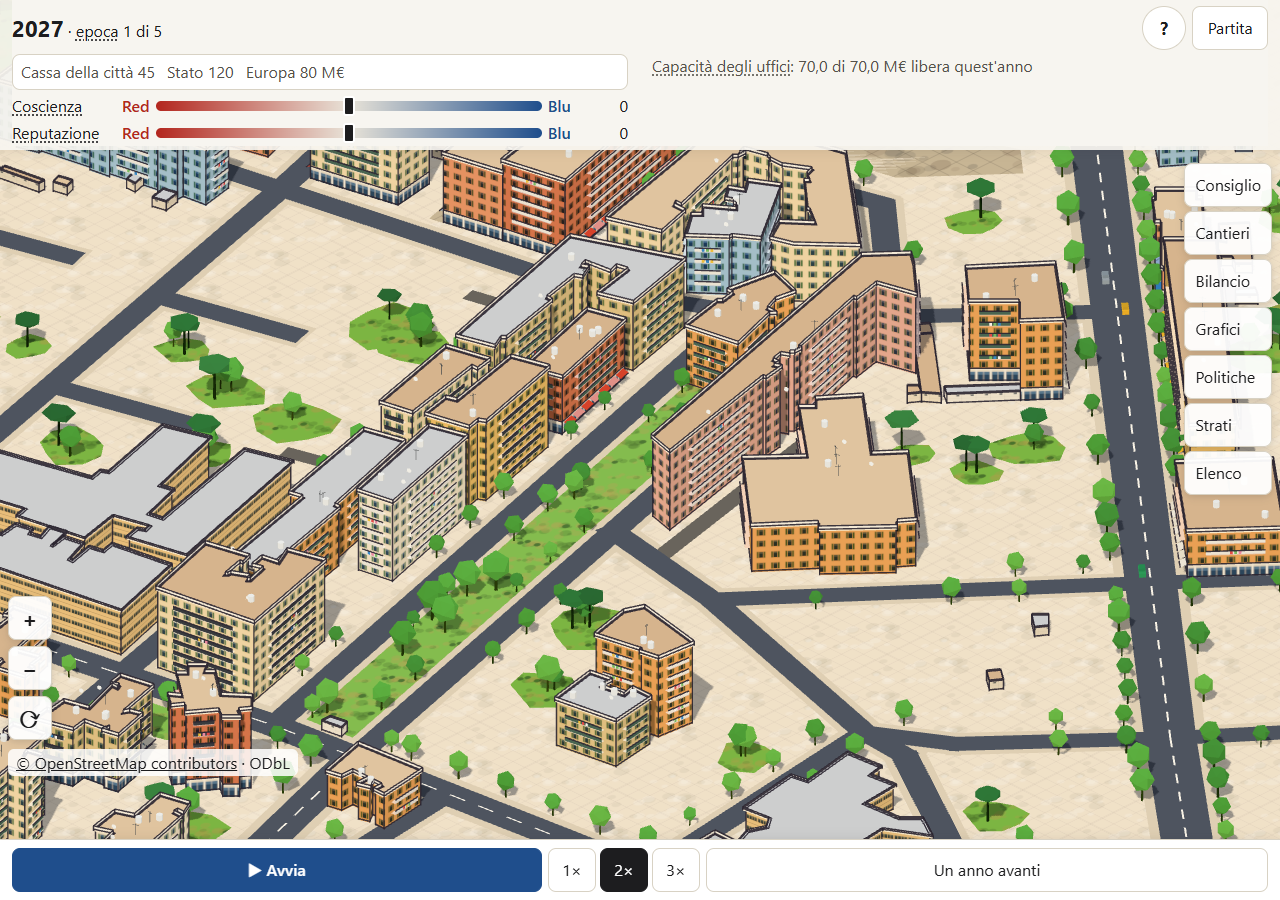 2027 · epoca 1 di 5
? Partita
Cassa della città 45 Stato 120 Europa 80 M€
Capacità degli uffici: 70,0 di 70,0 M€ libera quest'anno
Coscienza Red Blu 0
Reputazione Red Blu 0
Consiglio
Cantieri
Bilancio
Grafici
Politiche
Strati
Elenco
+
−
© OpenStreetMap contributors · ODbL
▶ Avvia 1× 2× 3× Un anno avanti